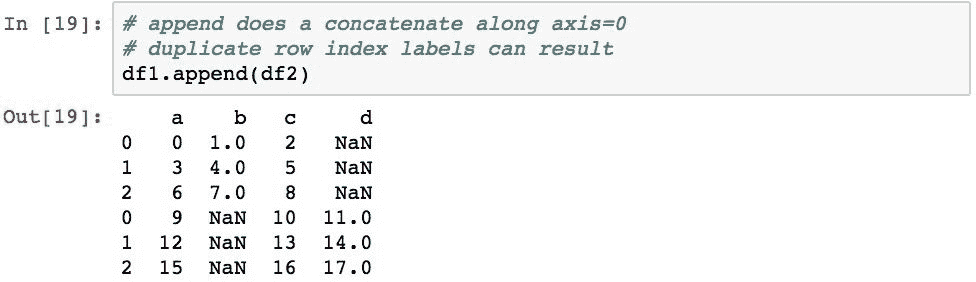 In [19]: # append does a concatenate along axis=0
# duplicate row index labels can result
df1.append(df2)
Out[19]: a b c d
0 0 1.0 2 NaN
1 3 4.0 5 NaN
2 6 7.0 8 NaN
0 9 NaN 10 11.0
1 12 NaN 13 14.0
2 15 NaN 16 17.0